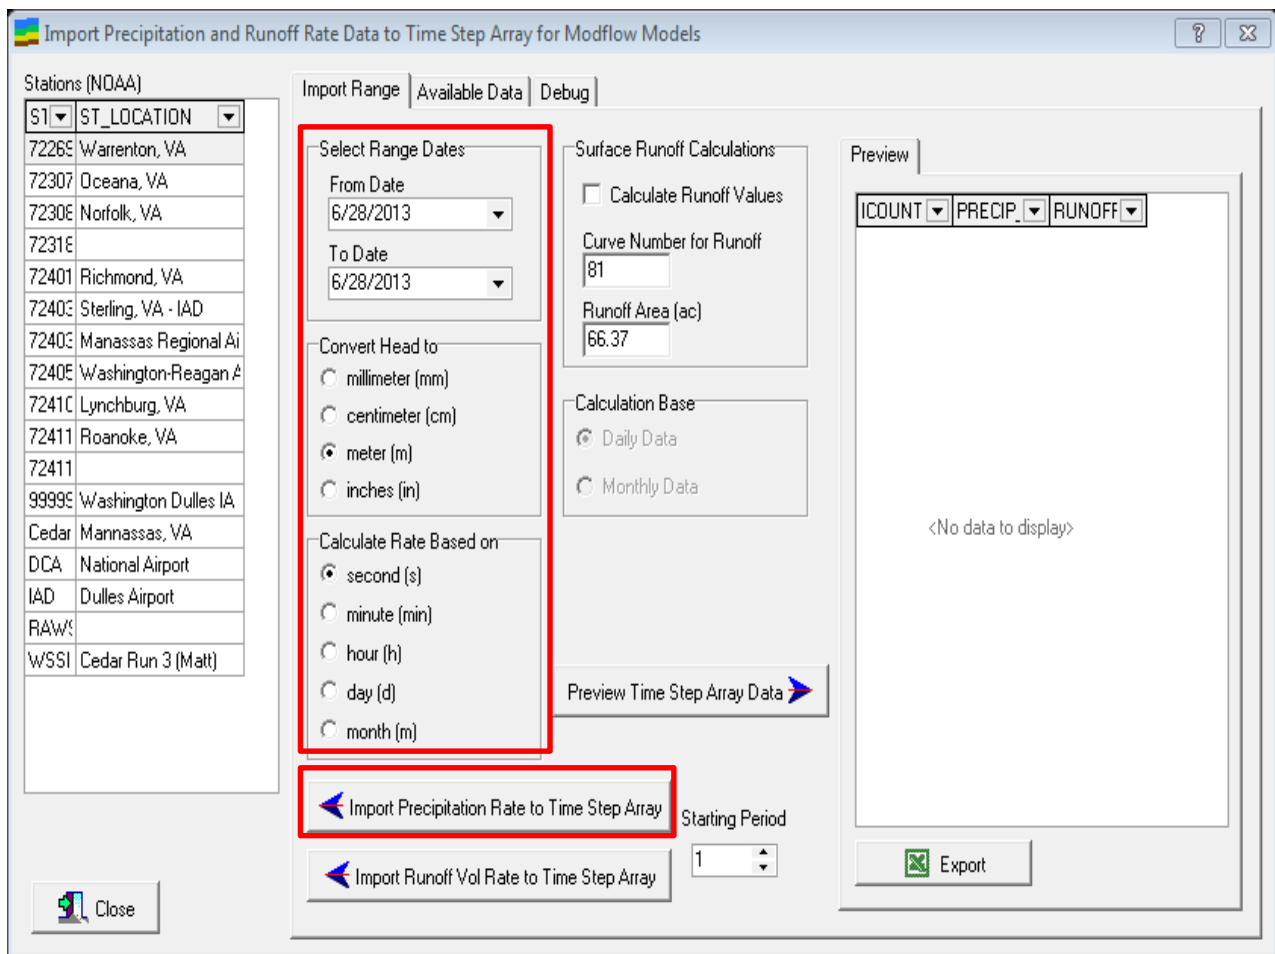 Import Precipitation and Runoff Rate Data to Time Step Array for Modflow Models
Stations (NOAA)
ST_LOCATION
Warrenton, VA
72307 Oceana, VA
Norfolk, VA
72401 Richmond, VA
Sterling, VA - IAD
Manassas Regional Ai
Washington-Reagan
Lynchburg, VA
72411 Roanoke, VA
72411
Washington Dulles IA
Cedar Mannassas, VA
DCA National Airport
IAD Dulles Airport
WSSI Cedar Run 3 (Matt)
Close
Import Range
Available Data
Debug
Select Range Dates
From Date
6/28/2013
To Date
6/28/2013
Convert Head to
millimeter (mm)
centimeter (cm)
meter (m)
inches (in)
Calculate Rate Based on
second (s)
minute (min)
hour (h)
day (d)
month (m)
Surface Runoff Calculations
Calculate Runoff Values
Curve Number for Runoff
81
Runoff Area (ac)
66.37
Calculation Base
Daily Data
Monthly Data
Preview Time Step Array Data
Import Precipitation Rate to Time Step Array
Import Runoff Vol Rate to Time Step Array
Starting Period
1
Preview
ICOUNT PRECIP_ RUNOFF
<No data to display>
Export